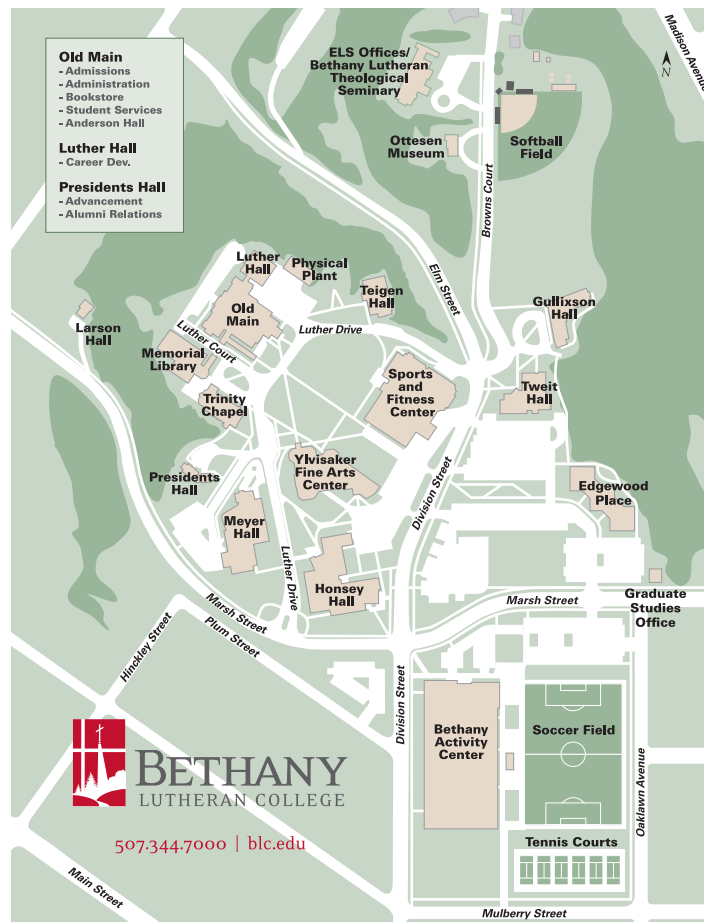 Old Main
- Admissions
- Administration
- Bookstore
- Student Services
- Anderson Hall
Luther Hall
- Career Dev.
Presidents Hall
- Advancement
- Alumni Relations
ELS Offices/
Bethany Lutheran
Theological
Seminary
Madison Avenue
N
Ottesen
Museum
Softball
Field
Browns Court
Elm Street
Luther
Hall
Physical
Plant
Teigen
Hall
Gullixson
Hall
Old
Main
Larson
Hall
Luther Court
Luther Drive
Memorial
Library
Sports
and
Fitness
Center
Tweit
Hall
Trinity
Chapel
Ylvisaker
Fine Arts
Center
Division Street
Presidents
Hall
Edgewood
Place
Meyer
Hall
Luther Drive
Honsey
Hall
Marsh Street
Marsh Street
Graduate
Studies
Office
Hinckley Street
Plum Street
Division Street
Bethany
Activity
Center
Soccer Field
Oaklawn Avenue
BETHANY
LUTHERAN COLLEGE
507.344.7000 | blc.edu
Tennis Courts
Main Street
Mulberry Street